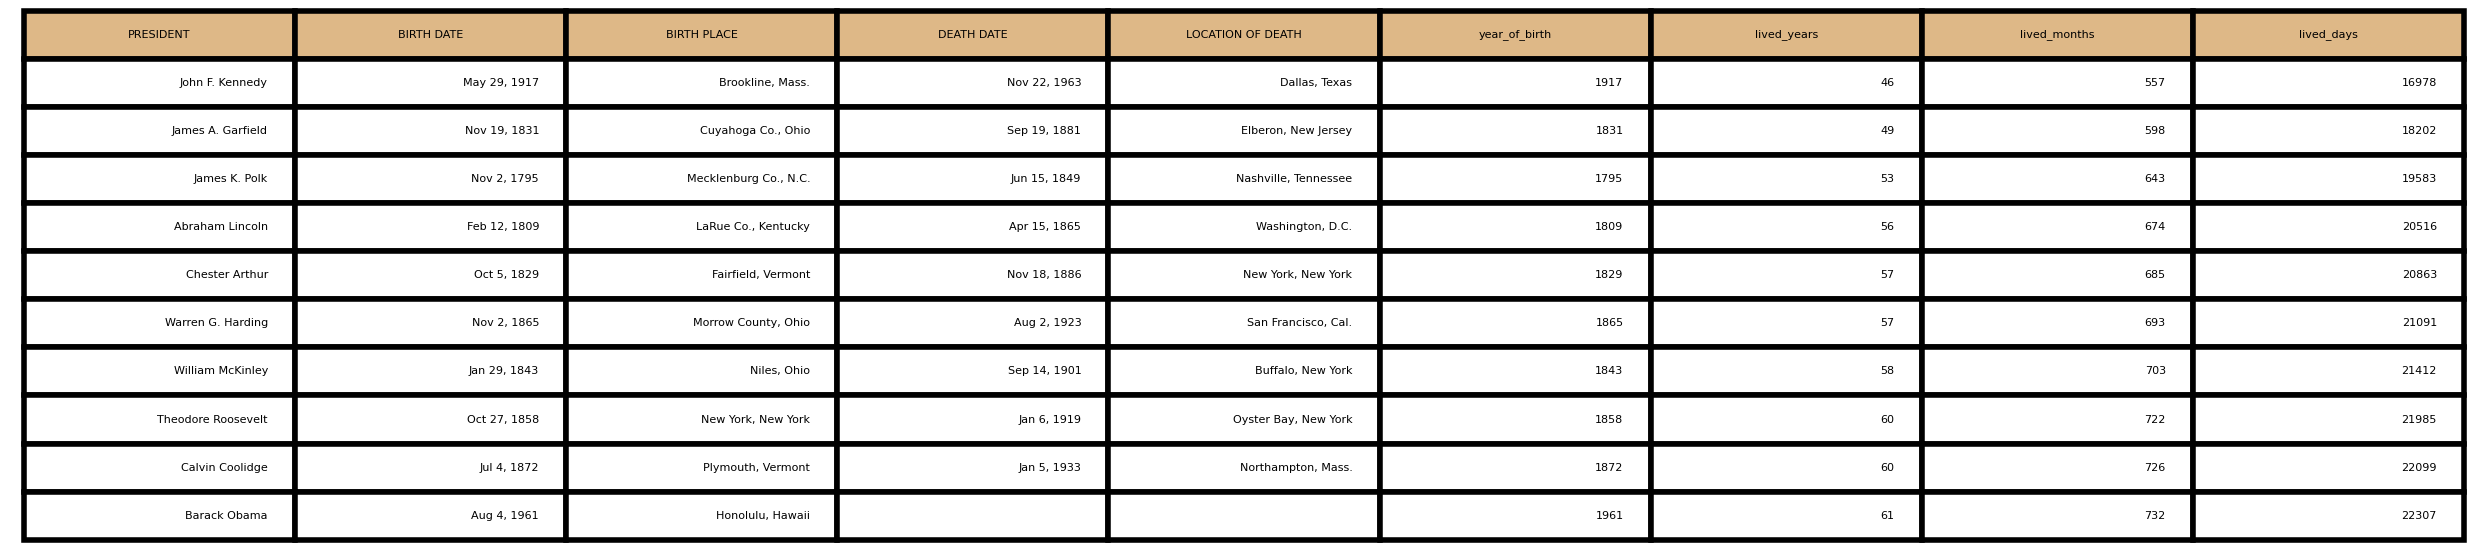 PRESIDENT BIRTH DATE BIRTH PLACE DEATH DATE LOCATION OF DEATH year_of_birth lived_years lived_months lived_days
John F. Kennedy May 29, 1917 Brookline, Mass. Nov 22, 1963 Dallas, Texas 1917 46 557 16978
James A. Garfield Nov 19, 1831 Cuyahoga Co., Ohio Sep 19, 1881 Elberon, New Jersey 1831 49 598 18202
James K. Polk Nov 2, 1795 Mecklenburg Co., N.C. Jun 15, 1849 Nashville, Tennessee 1795 53 643 19583
Abraham Lincoln Feb 12, 1809 LaRue Co., Kentucky Apr 15, 1865 Washington, D.C. 1809 56 674 20516
Chester Arthur Oct 5, 1829 Fairfield, Vermont Nov 18, 1886 New York, New York 1829 57 685 20863
Warren G. Harding Nov 2, 1865 Morrow County, Ohio Aug 2, 1923 San Francisco, Cal. 1865 57 693 21091
William McKinley Jan 29, 1843 Niles, Ohio Sep 14, 1901 Buffalo, New York 1843 58 703 21412
Theodore Roosevelt Oct 27, 1858 New York, New York Jan 6, 1919 Oyster Bay, New York 1858 60 722 21985
Calvin Coolidge Jul 4, 1872 Plymouth, Vermont Jan 5, 1933 Northampton, Mass. 1872 60 726 22099
Barack Obama Aug 4, 1961 Honolulu, Hawaii 1961 61 732 22307